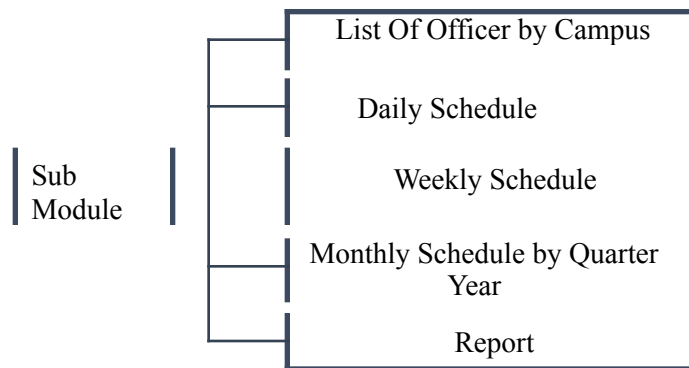 List Of Officer by Campus
Daily Schedule
Sub
Module
Weekly Schedule
Monthly Schedule by Quarter
Year
Report